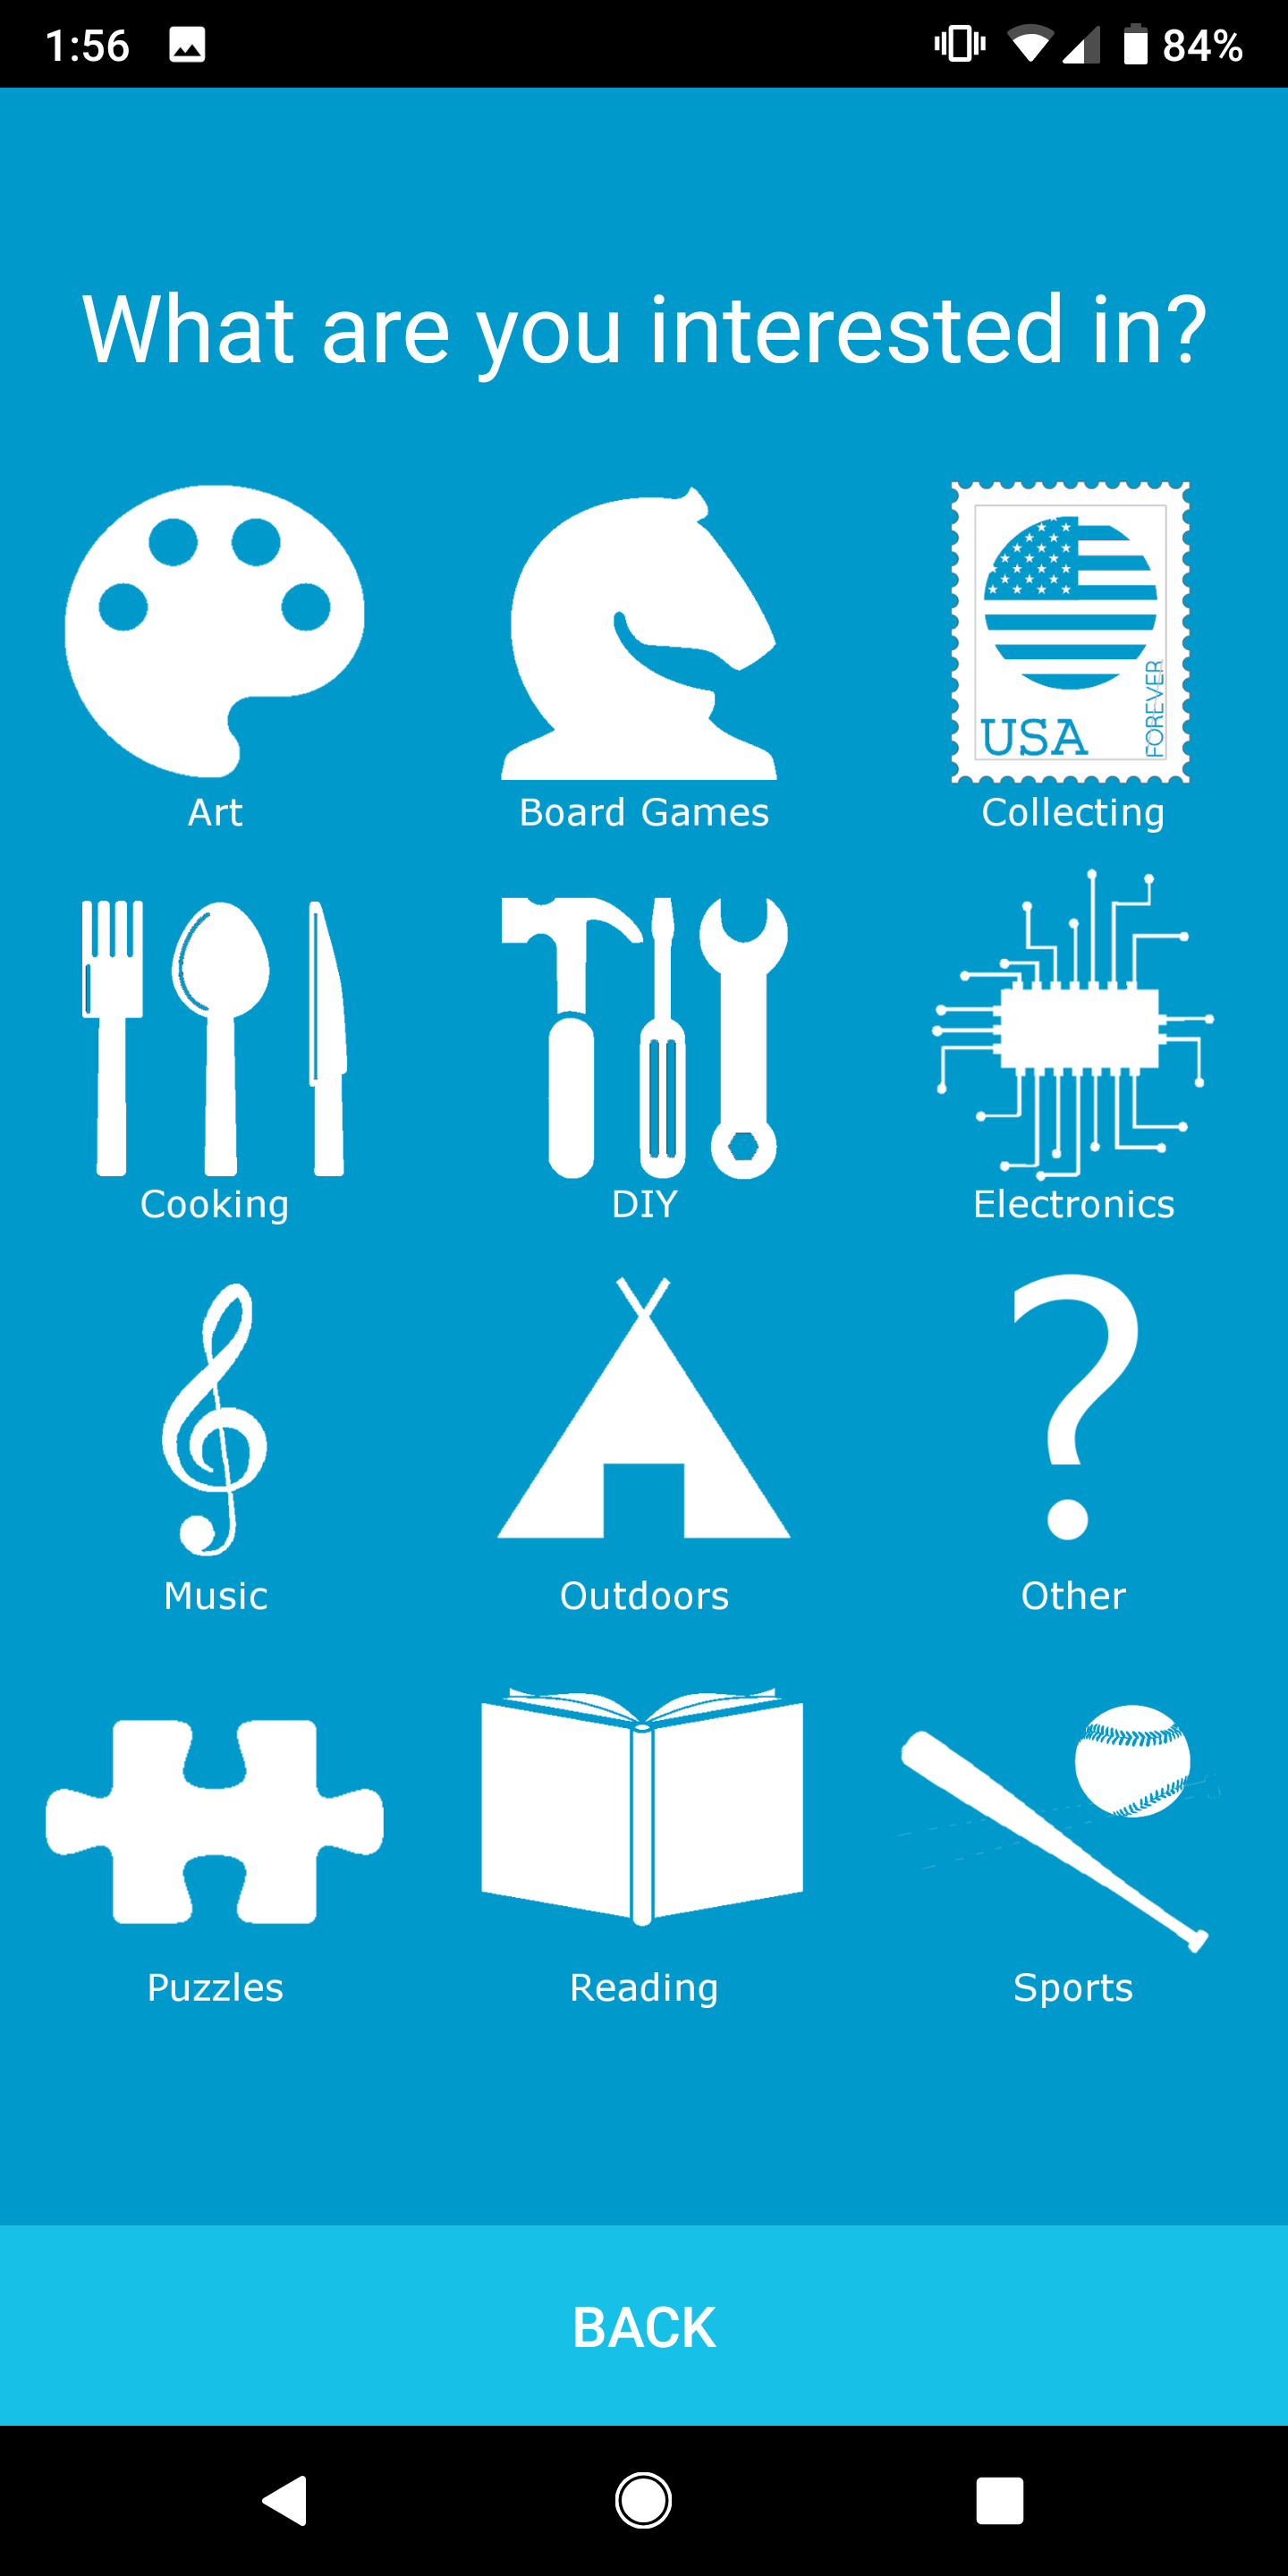 1:56 84%
What are you interested in?
USA FOREVER
Art Board Games Collecting
Cooking DIY Electronics
?
Music Outdoors Other
Puzzles Reading Sports
BACK